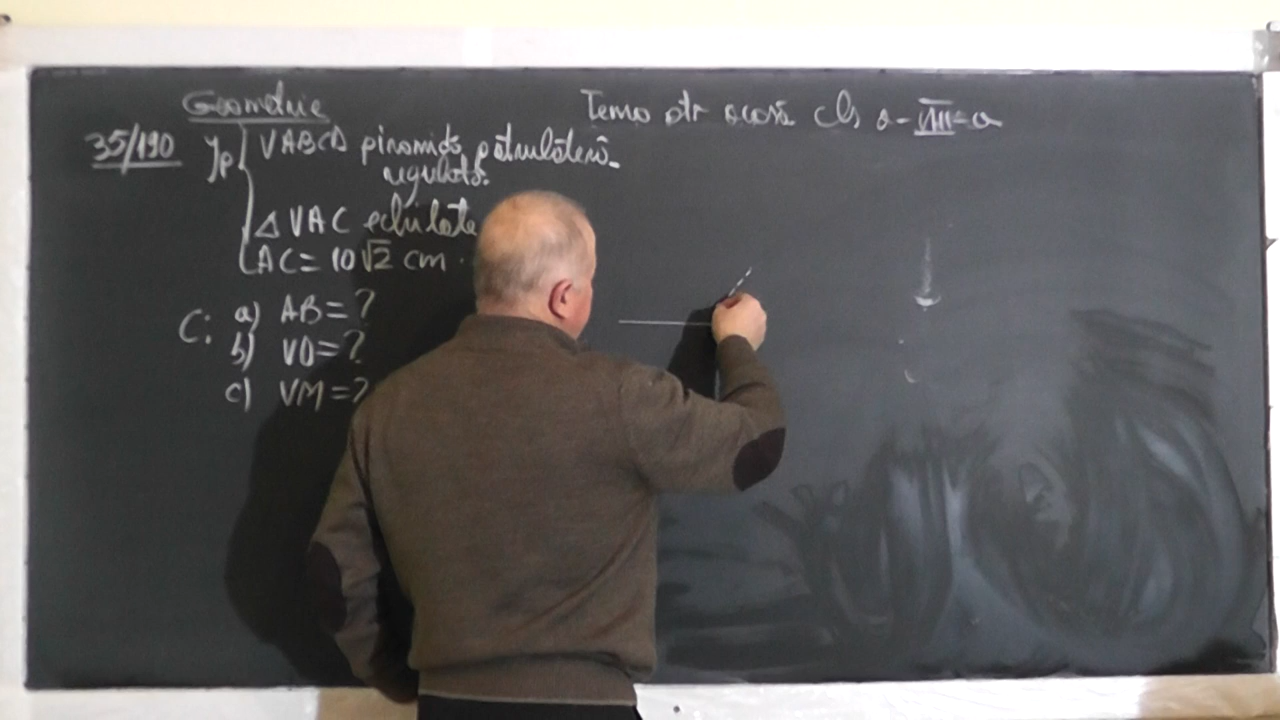 Geometrie
Tema ptr acasă cls a-VIII-a
35/190 Ip VABCD piramidă patrulateră
regulată.
Δ VAC echilate
AC = 10√2 cm.
C: a) AB = ?
b) VO = ?
c) VM = ?